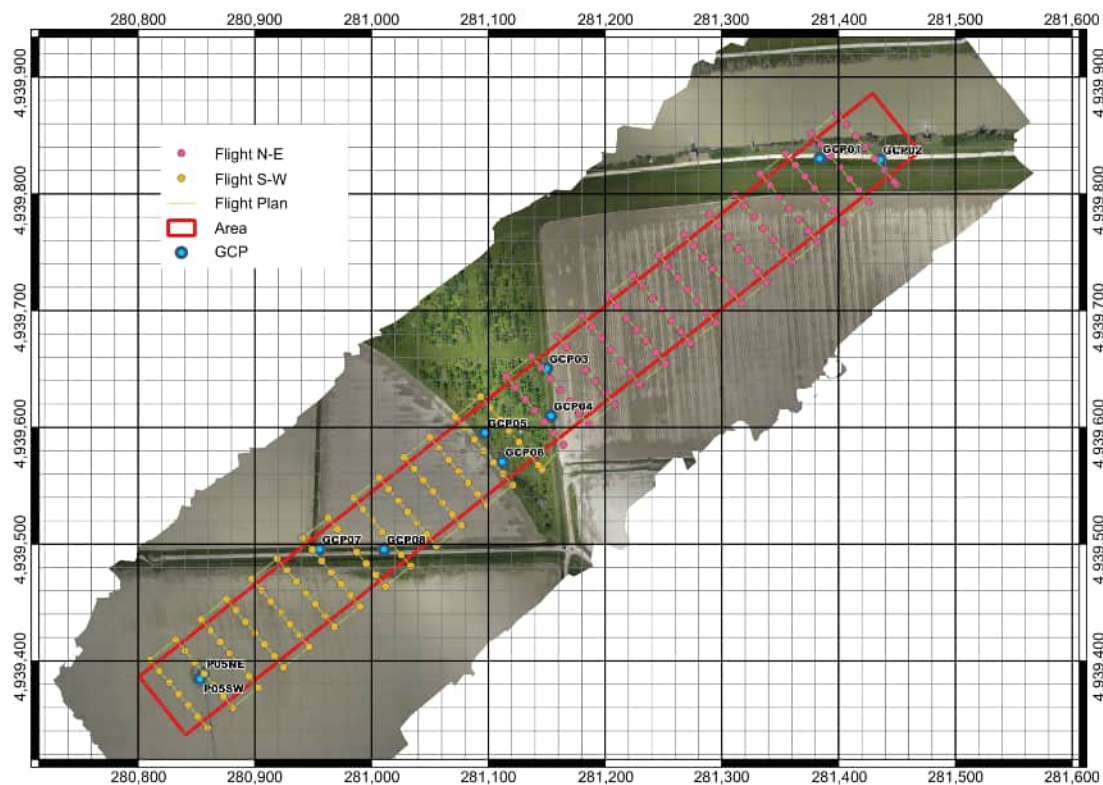 280,800 280,900 281,000 281,100 281,200 281,300 281,400 281,500 281,600
4.939,900 4.939,900
Flight N-E
Flight S-W
Flight Plan
Area
GCP
GCP01 GCP02
4.939,800 4.939,800
4.939,700 4.939,700
GCP03
GCP04
4.939,600 GCP05 4.939,600
GCP06
GCP07 GCP08
4.939,500 4.939,500
4.939,400 4.939,400
P05NE
P05SW
280,800 280,900 281,000 281,100 281,200 281,300 281,400 281,500 281,600